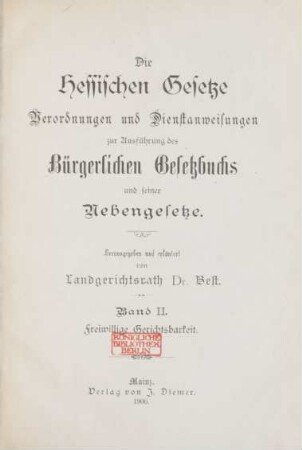 Die
Hessischen Gesetze
Verordnungen und Dienstanweisungen
zur Ausführung des
Bürgerlichen Gesetzbuchs
und seiner
Nebengesetze.
Herausgegeben und erläutert
von
Landgerichtsrath Dr. Best.
Band II.
Freiwillige Gerichtsbarkeit.
KÖNIGLICHE
BIBLIOTHEK
BERLIN
Mainz.
Verlag von J. Diemer.
1900.